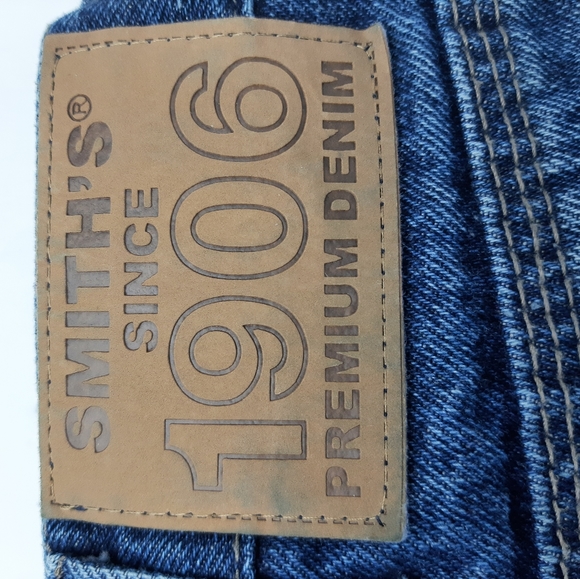 SMITH'S®
SINCE
1906
PREMIUM DENIM